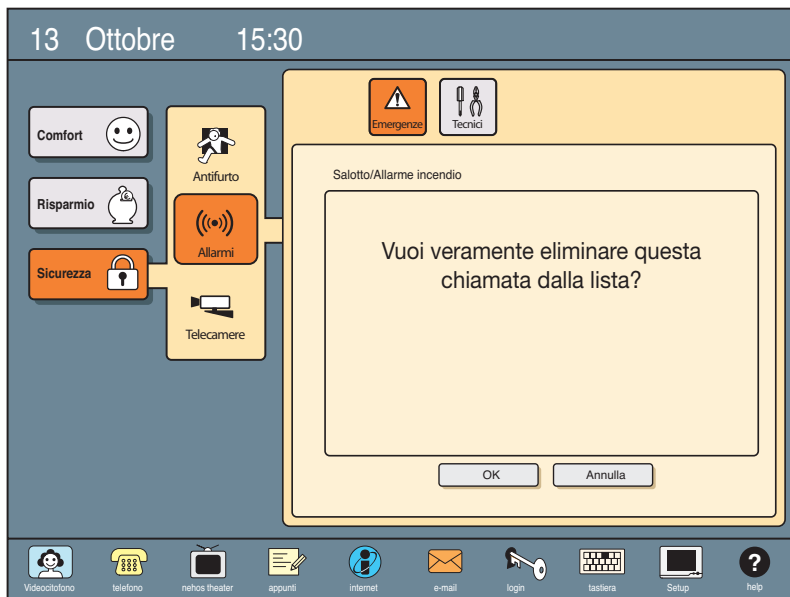 13 Ottobre 15:30
Comfort
Risparmio
Sicurezza
Antifurto
Allarmi
Telecamere
Emergenze
Tecnici
Salotto/Allarme incendio
Vuoi veramente eliminare questa
chiamata dalla lista?
OK
Annulla
Videocitofono
telefono
nehos theater
appunti
internet
e-mail
login
tastiera
Setup
help